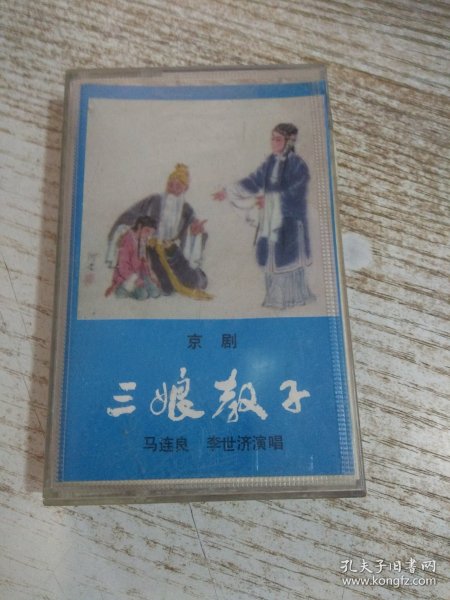 京 剧
三娘教子
马连良 李世济演唱
孔夫子旧书网
www.kongfz.com